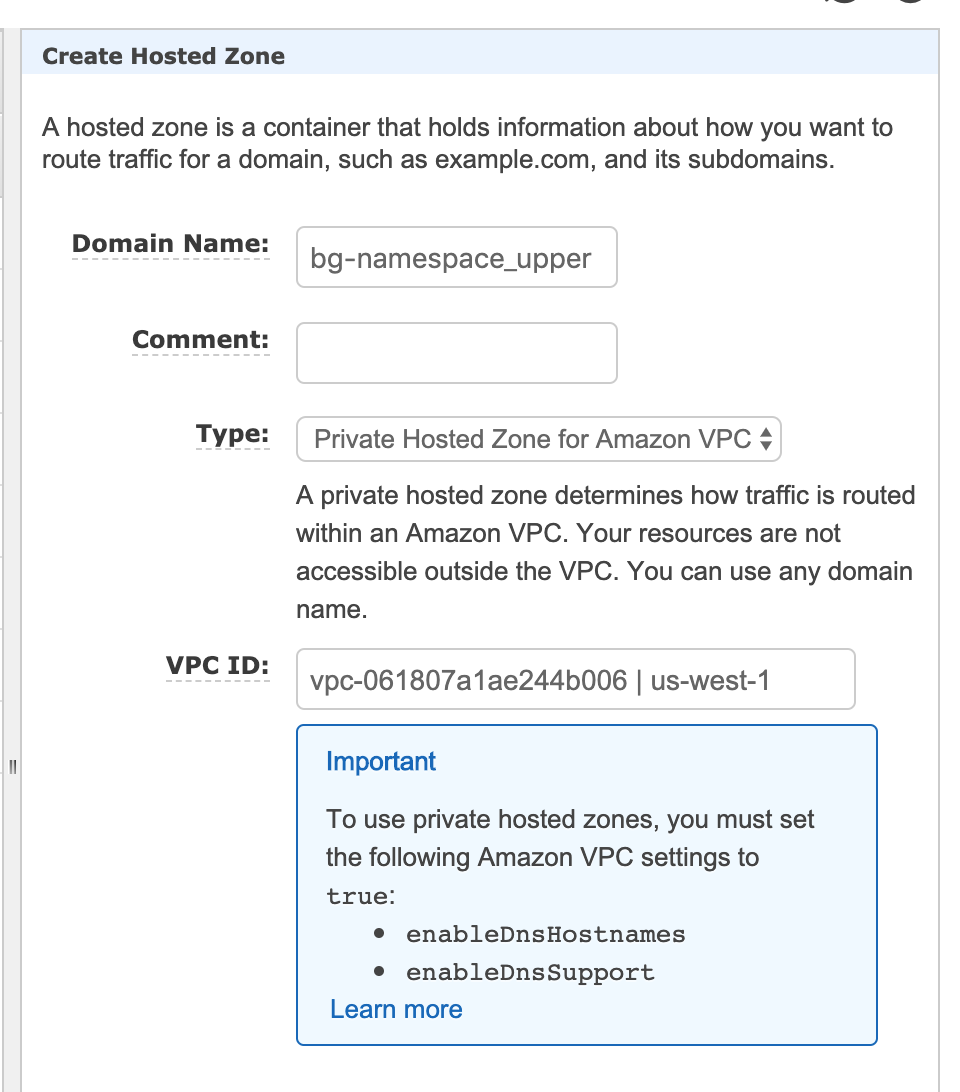 Create Hosted Zone
A hosted zone is a container that holds information about how you want to
route traffic for a domain, such as example.com, and its subdomains.
Domain Name: bg-namespace_upper
Comment:
Type: Private Hosted Zone for Amazon VPC
A private hosted zone determines how traffic is routed
within an Amazon VPC. Your resources are not
accessible outside the VPC. You can use any domain
name.
VPC ID: vpc-061807a1ae244b006 | us-west-1
Important
To use private hosted zones, you must set
the following Amazon VPC settings to
true:
• enableDnsHostnames
• enableDnsSupport
Learn more